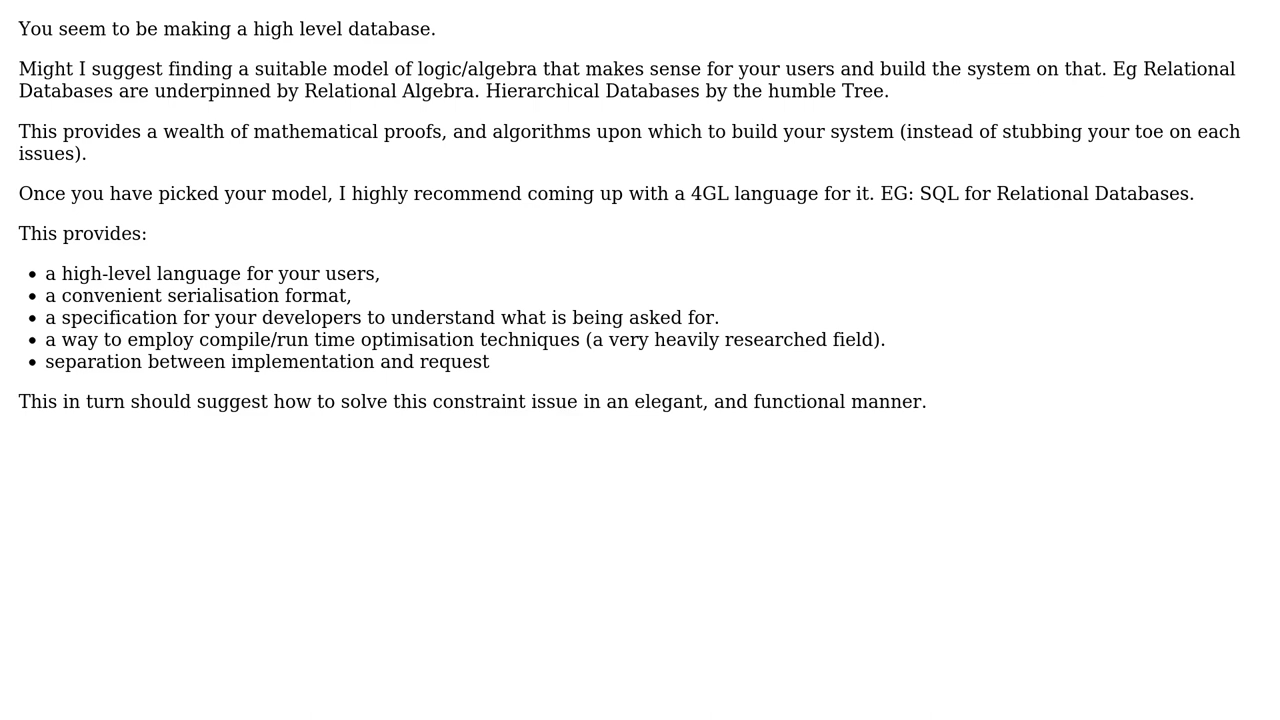 You seem to be making a high level database.
Might I suggest finding a suitable model of logic/algebra that makes sense for your users and build the system on that. Eg Relational
Databases are underpinned by Relational Algebra. Hierarchical Databases by the humble Tree.
This provides a wealth of mathematical proofs, and algorithms upon which to build your system (instead of stubbing your toe on each
issues).
Once you have picked your model, I highly recommend coming up with a 4GL language for it. EG: SQL for Relational Databases.
This provides:
• a high-level language for your users,
• a convenient serialisation format,
• a specification for your developers to understand what is being asked for.
• a way to employ compile/run time optimisation techniques (a very heavily researched field).
• separation between implementation and request
This in turn should suggest how to solve this constraint issue in an elegant, and functional manner.